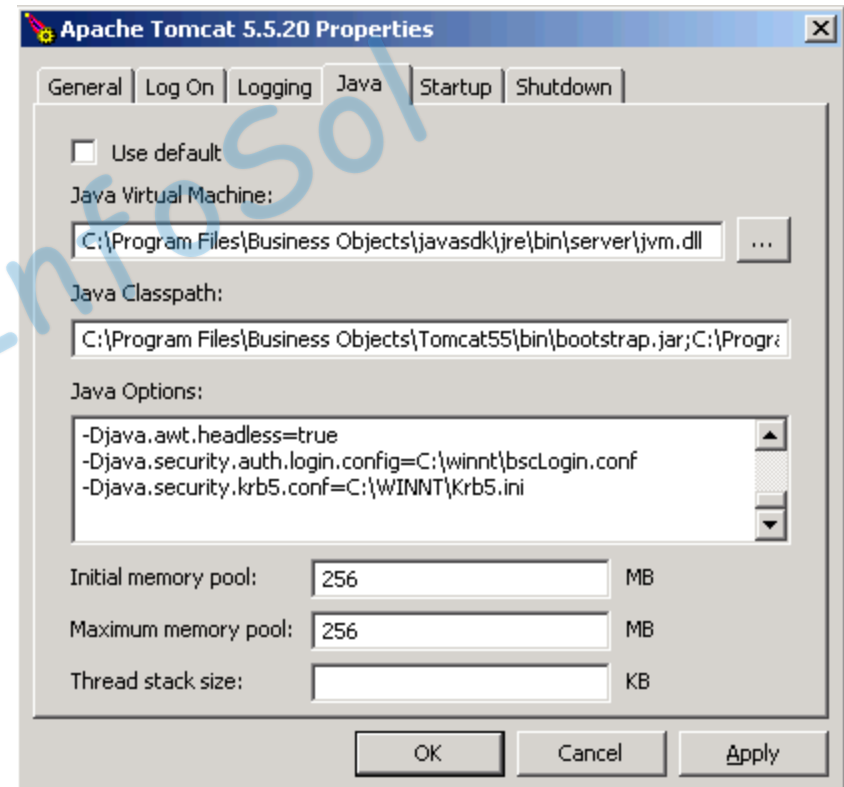 Apache Tomcat 5.5.20 Properties
General Log On Logging Java Startup Shutdown
Use default
Java Virtual Machine:
C:\Program Files\Business Objects\javasdk\jre\bin\server\jvm.dll ...
Java Classpath:
C:\Program Files\Business Objects\Tomcat55\bin\bootstrap.jar;C:\Progra
Java Options:
-Djava.awt.headless=true
-Djava.security.auth.login.config=C:\winnt\bscLogin.conf
-Djava.security.krb5.conf=C:\WINNT\Krb5.ini
Initial memory pool: 256 MB
Maximum memory pool: 256 MB
Thread stack size: KB
OK Cancel Apply
InfoSol